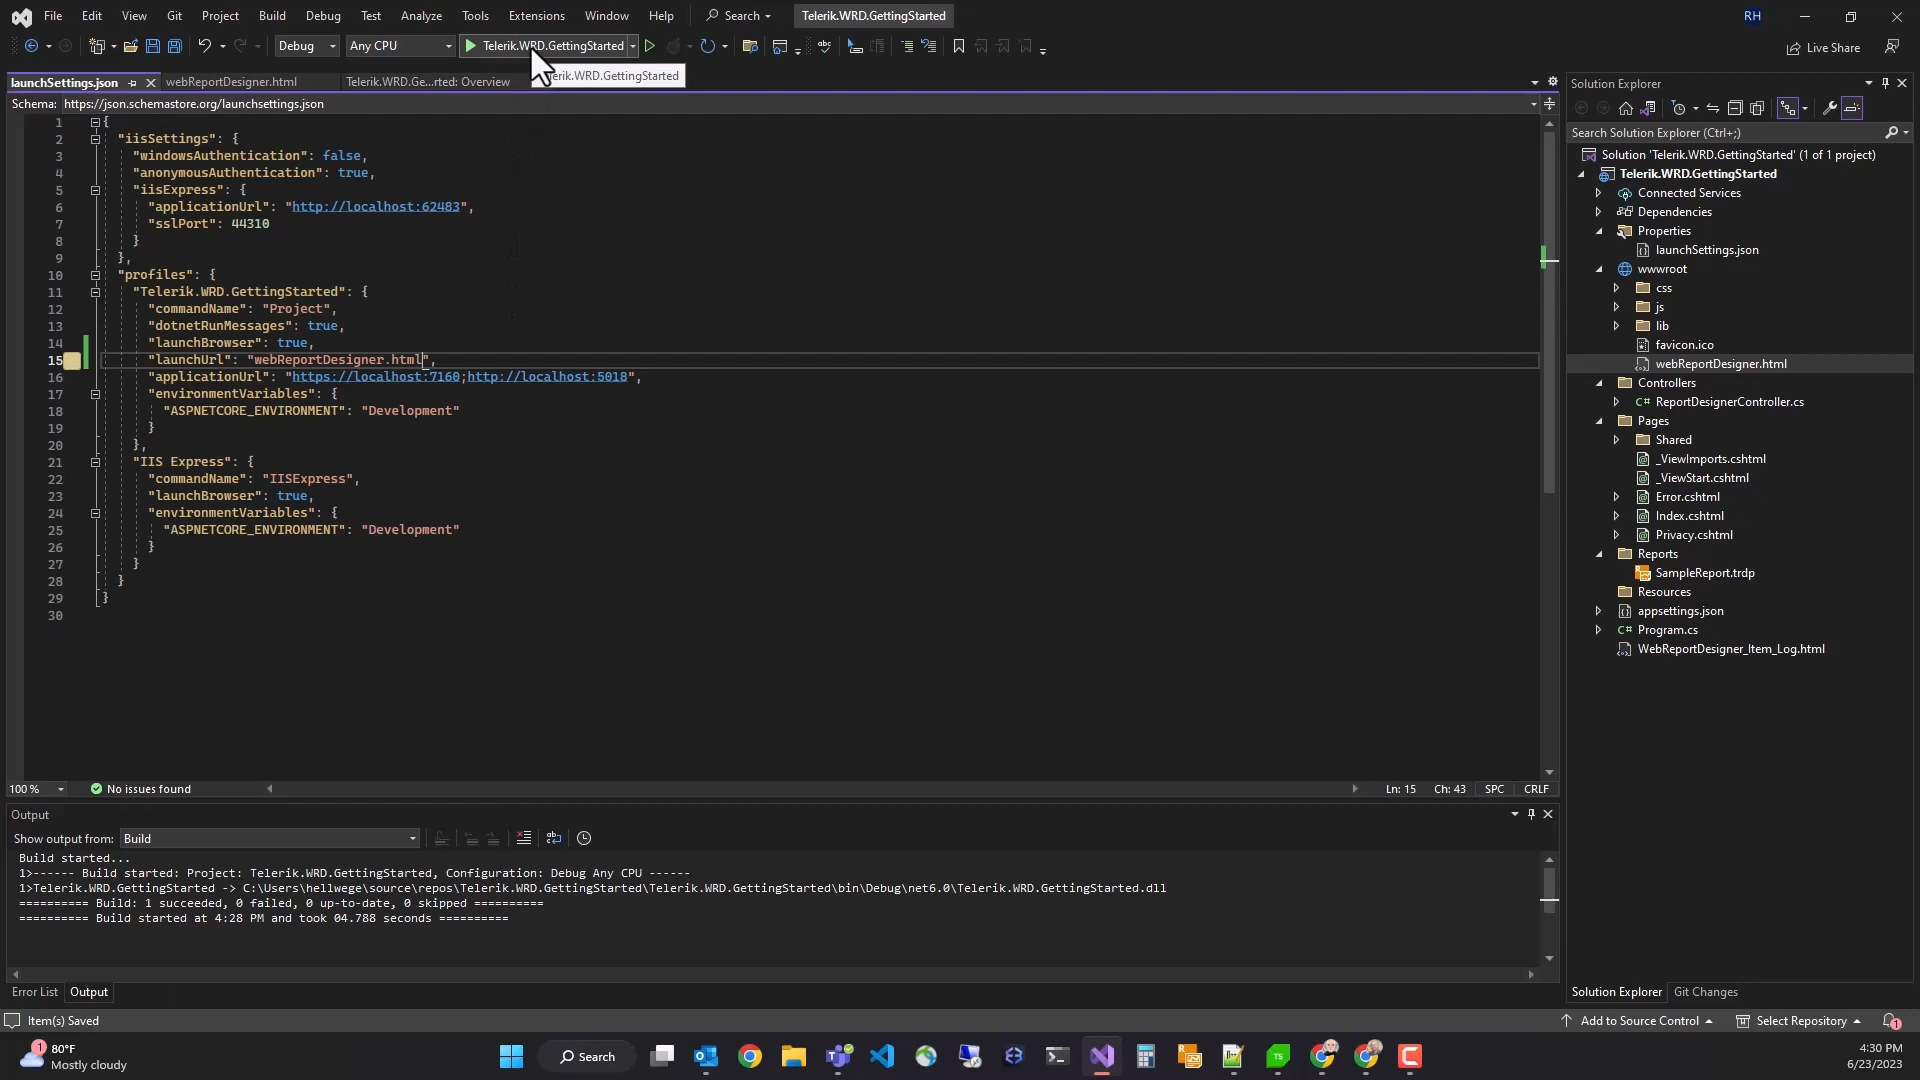 File Edit View Git Project Build Debug Test Analyze Tools Extensions Window Help Search Telerik.WRD.GettingStarted RH
Debug Any CPU Telerik.WRD.GettingStarted Live Share
launchSettings.json webReportDesigner.html Telerik.WRD.Ge...rted: Overview
erik.WRD.GettingStarted
Schema: https://json.schemastore.org/launchsettings.json
1 {
2 "iisSettings": {
3 "windowsAuthentication": false,
4 "anonymousAuthentication": true,
5 "iisExpress": {
6 "applicationUrl": "http://localhost:62483",
7 "sslPort": 44310
8 }
9 },
10 "profiles": {
11 "Telerik.WRD.GettingStarted": {
12 "commandName": "Project",
13 "dotnetRunMessages": true,
14 "launchBrowser": true,
15 "launchUrl": "webReportDesigner.html",
16 "applicationUrl": "https://localhost:7160;http://localhost:5018",
17 "environmentVariables": {
18 "ASPNETCORE_ENVIRONMENT": "Development"
19 }
20 },
21 "IIS Express": {
22 "commandName": "IISExpress",
23 "launchBrowser": true,
24 "environmentVariables": {
25 "ASPNETCORE_ENVIRONMENT": "Development"
26 }
27 }
28 }
29 }
30
100 % No issues found Ln: 15 Ch: 43 SPC CRLF
Output
Show output from: Build
Build started...
1>------ Build started: Project: Telerik.WRD.GettingStarted, Configuration: Debug Any CPU ------
1>Telerik.WRD.GettingStarted -> C:\Users\hellwege\source\repos\Telerik.WRD.GettingStarted\Telerik.WRD.GettingStarted\bin\Debug\net6.0\Telerik.WRD.GettingStarted.dll
========== Build: 1 succeeded, 0 failed, 0 up-to-date, 0 skipped ==========
========== Build started at 4:28 PM and took 04.788 seconds ==========
Error List Output
Solution Explorer
Search Solution Explorer (Ctrl+;)
Solution 'Telerik.WRD.GettingStarted' (1 of 1 project)
Telerik.WRD.GettingStarted
Connected Services
Dependencies
Properties
launchSettings.json
wwwroot
css
js
lib
favicon.ico
webReportDesigner.html
Controllers
C# ReportDesignerController.cs
Pages
Shared
_ViewImports.cshtml
_ViewStart.cshtml
Error.cshtml
Index.cshtml
Privacy.cshtml
Reports
SampleReport.trdp
Resources
appsettings.json
C# Program.cs
WebReportDesigner_Item_Log.html
Solution Explorer Git Changes
Item(s) Saved Add to Source Control Select Repository 1
1 80°F
Mostly cloudy
Search
TS
4:30 PM
6/23/2023